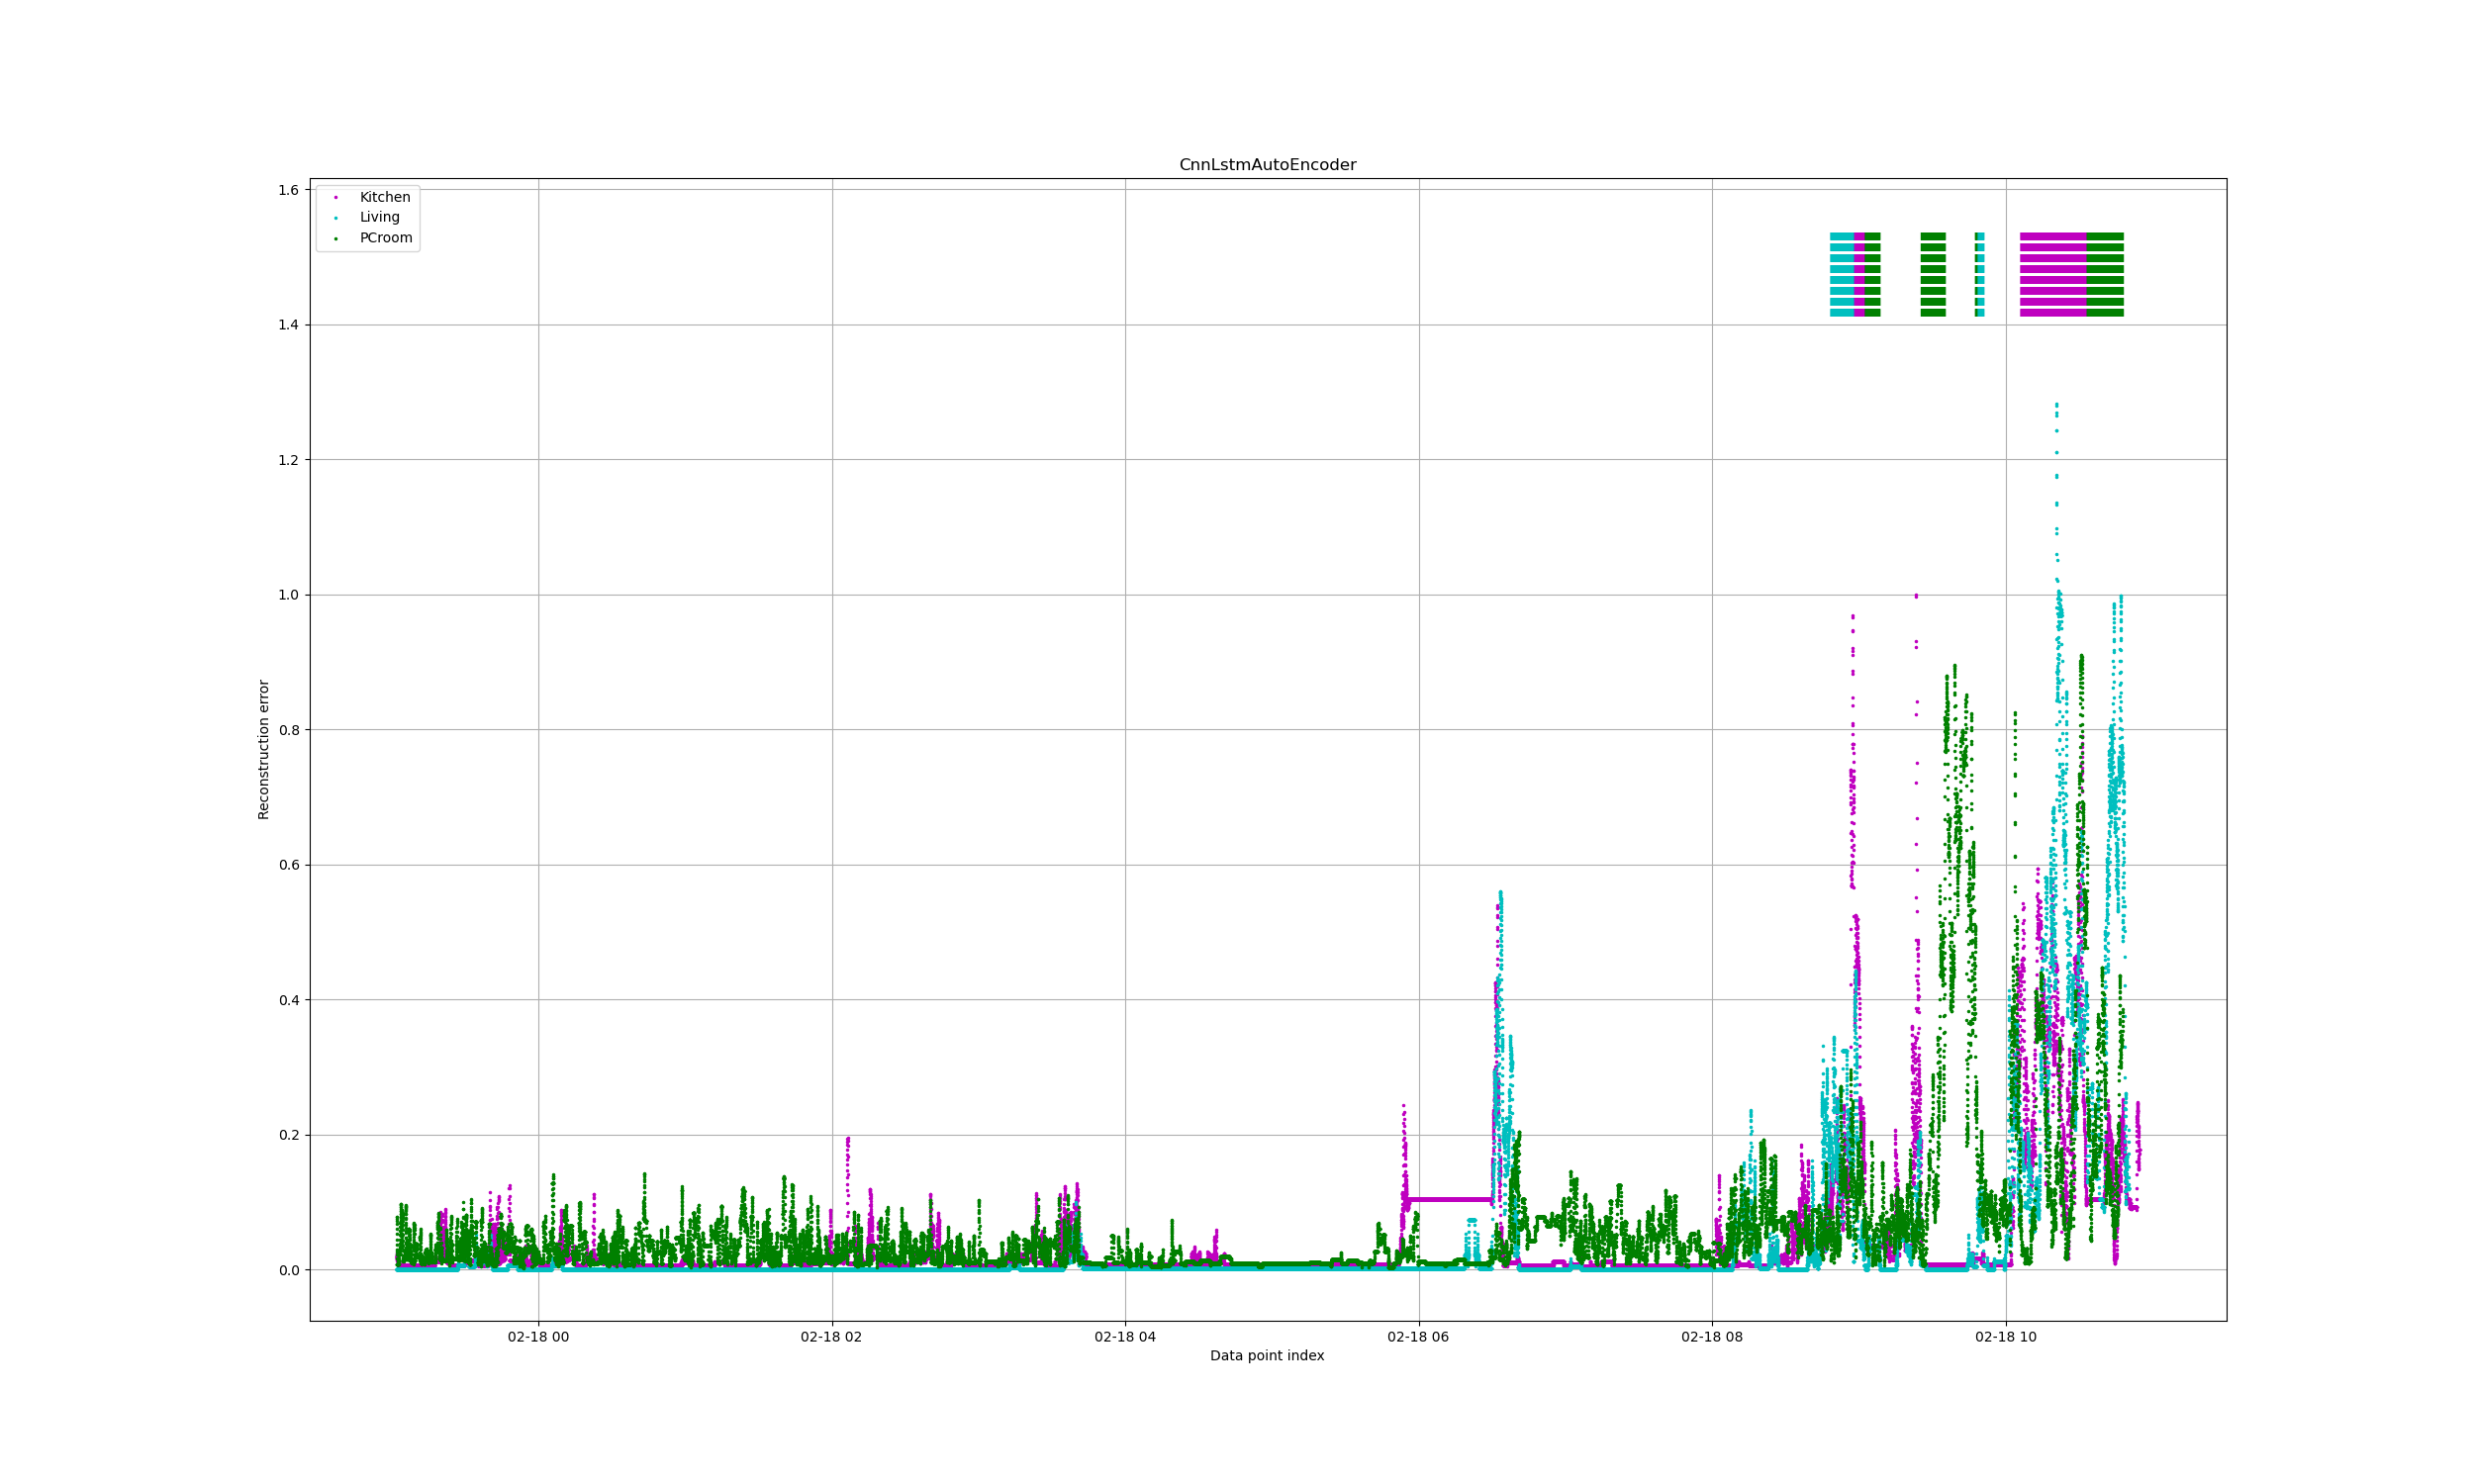 CnnLstmAutoEncoder
Kitchen
Living
PCroom
1.6
1.4
1.2
1.0
0.8
0.6
0.4
0.2
0.0
Reconstruction error
02-18 00
02-18 02
02-18 04
02-18 06
02-18 08
02-18 10
Data point index